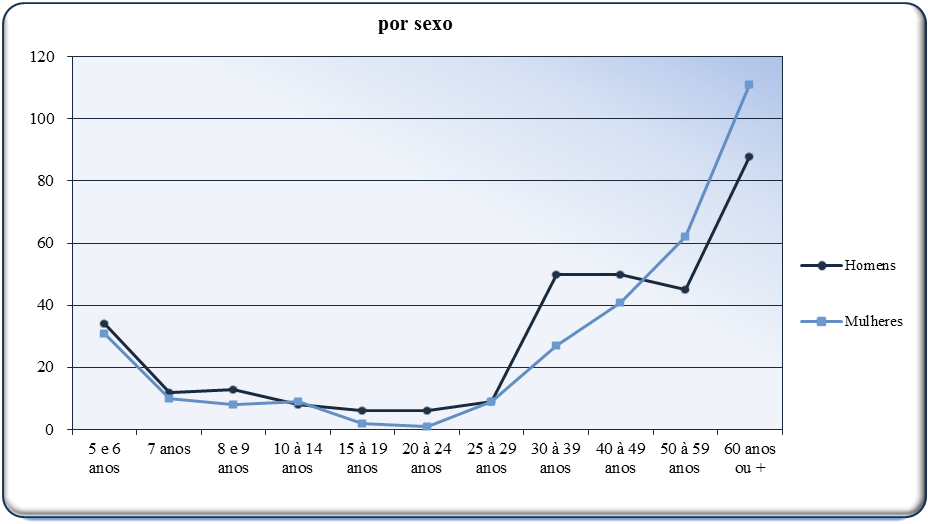 por sexo
120
100
80
60
40
20
0
5 e 6 anos
7 anos
8 e 9 anos
10 à 14 anos
15 à 19 anos
20 à 24 anos
25 à 29 anos
30 à 39 anos
40 à 49 anos
50 à 59 anos
60 anos ou +
Homens
Mulheres